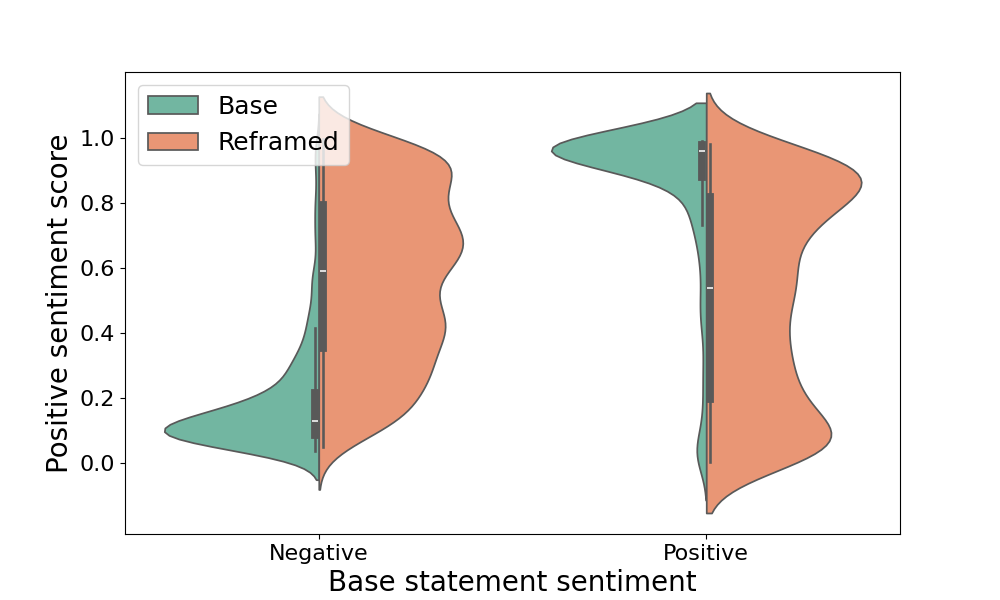 Base
Reframed
Positive sentiment score
1.0
0.8
0.6
0.4
0.2
0.0
Negative
Positive
Base statement sentiment